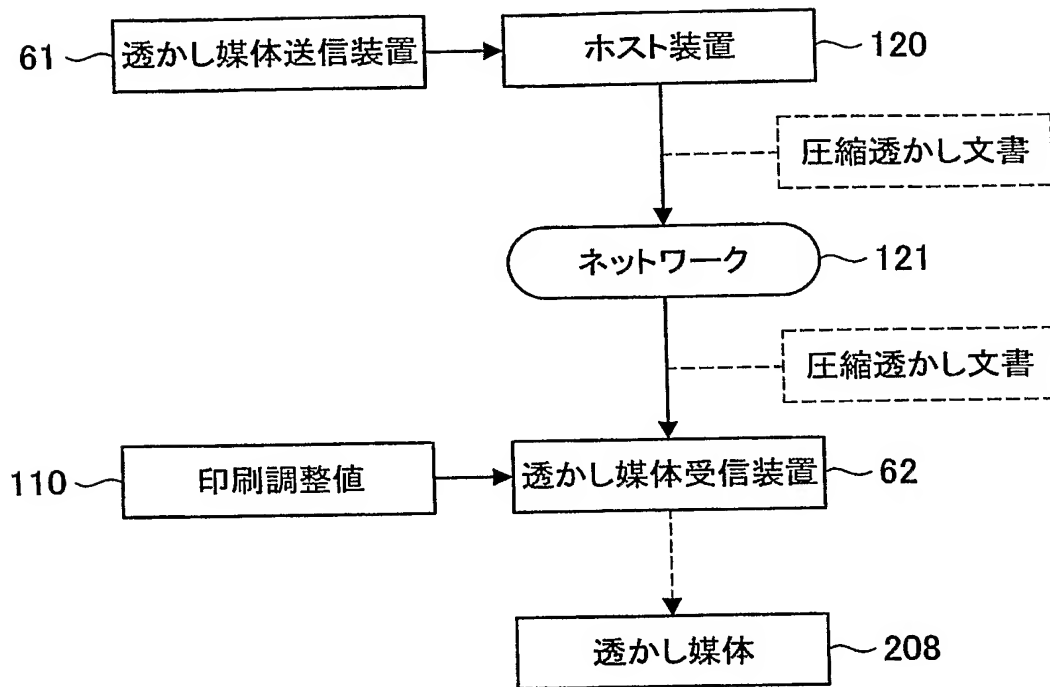 61 透かし媒体送信装置 ホスト装置 120
圧縮透かし文書
ネットワーク 121
圧縮透かし文書
110 印刷調整値 透かし媒体受信装置 62
透かし媒体 208